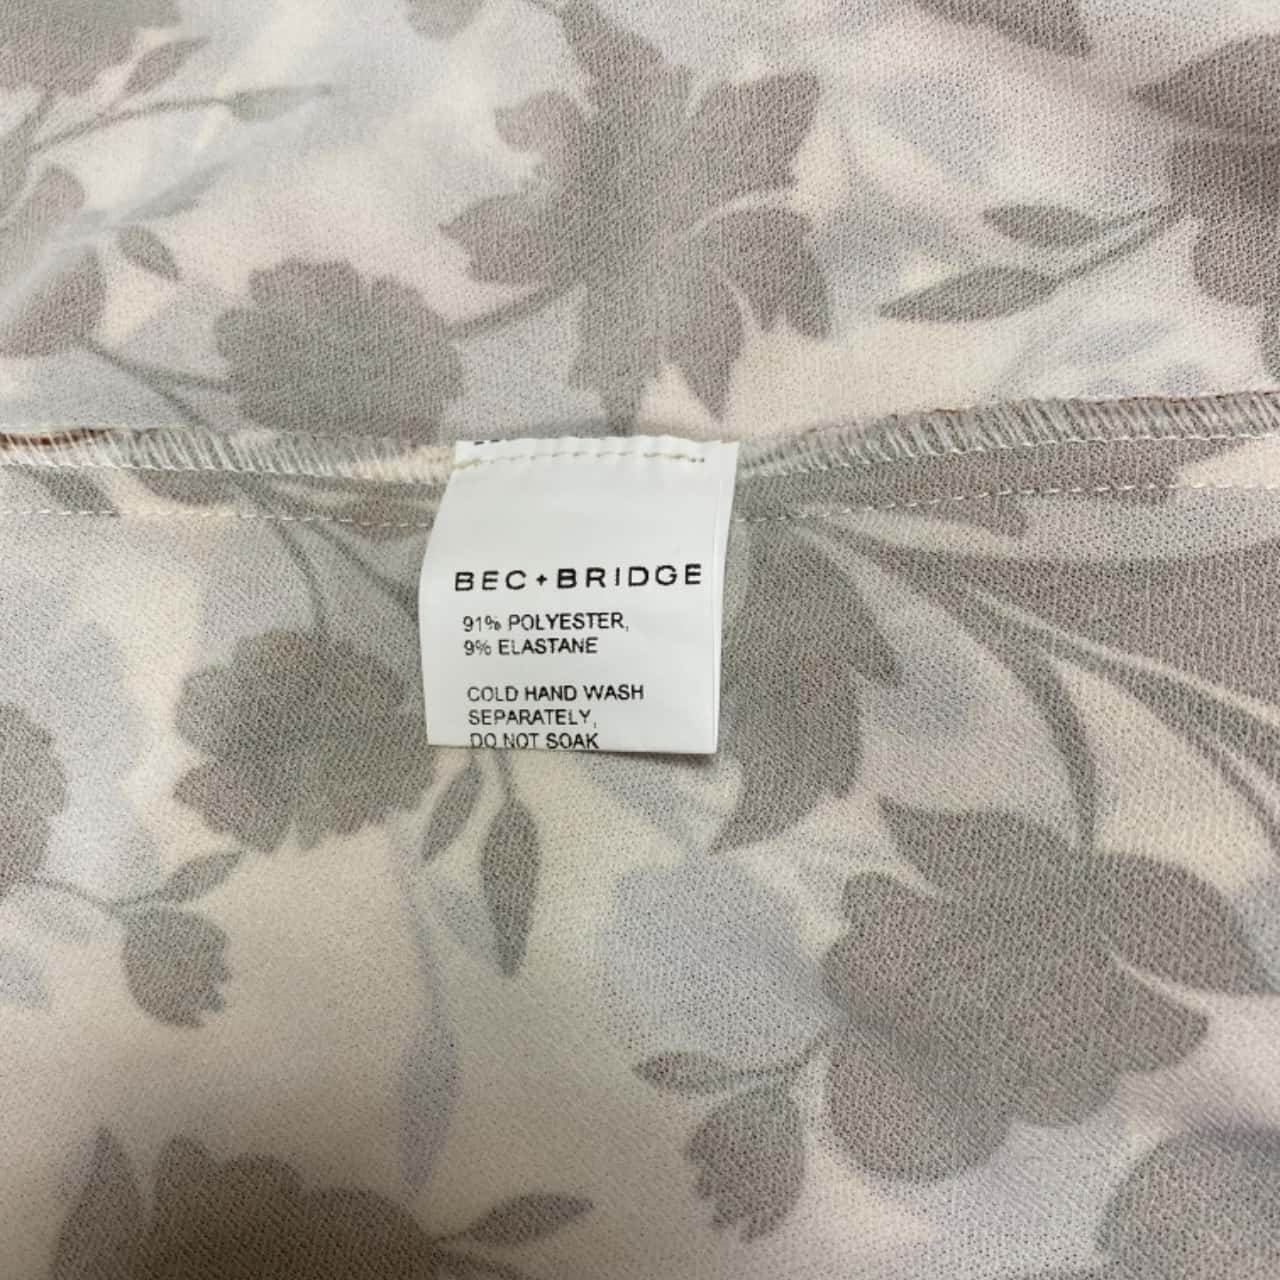 BEC+BRIDGE
91% POLYESTER,
9% ELASTANE
COLD HAND WASH
SEPARATELY,
DO NOT SOAK